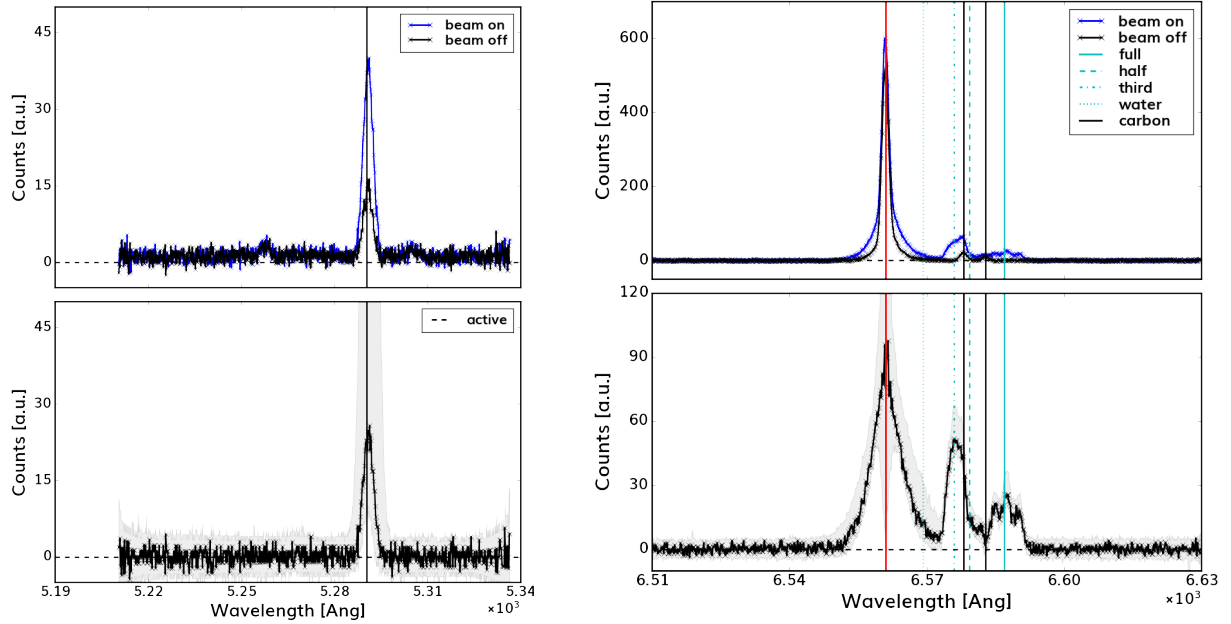 45
30
15
0
Counts [a.u.]
beam on
beam off
45
30
15
0
Counts [a.u.]
active
5.19
5.22
5.25
5.28
5.31
5.34
Wavelength [Ang]
×10³
600
400
200
0
Counts [a.u.]
beam on
beam off
full
half
third
water
carbon
120
90
60
30
0
Counts [a.u.]
6.51
6.54
6.57
6.60
6.63
Wavelength [Ang]
×10³